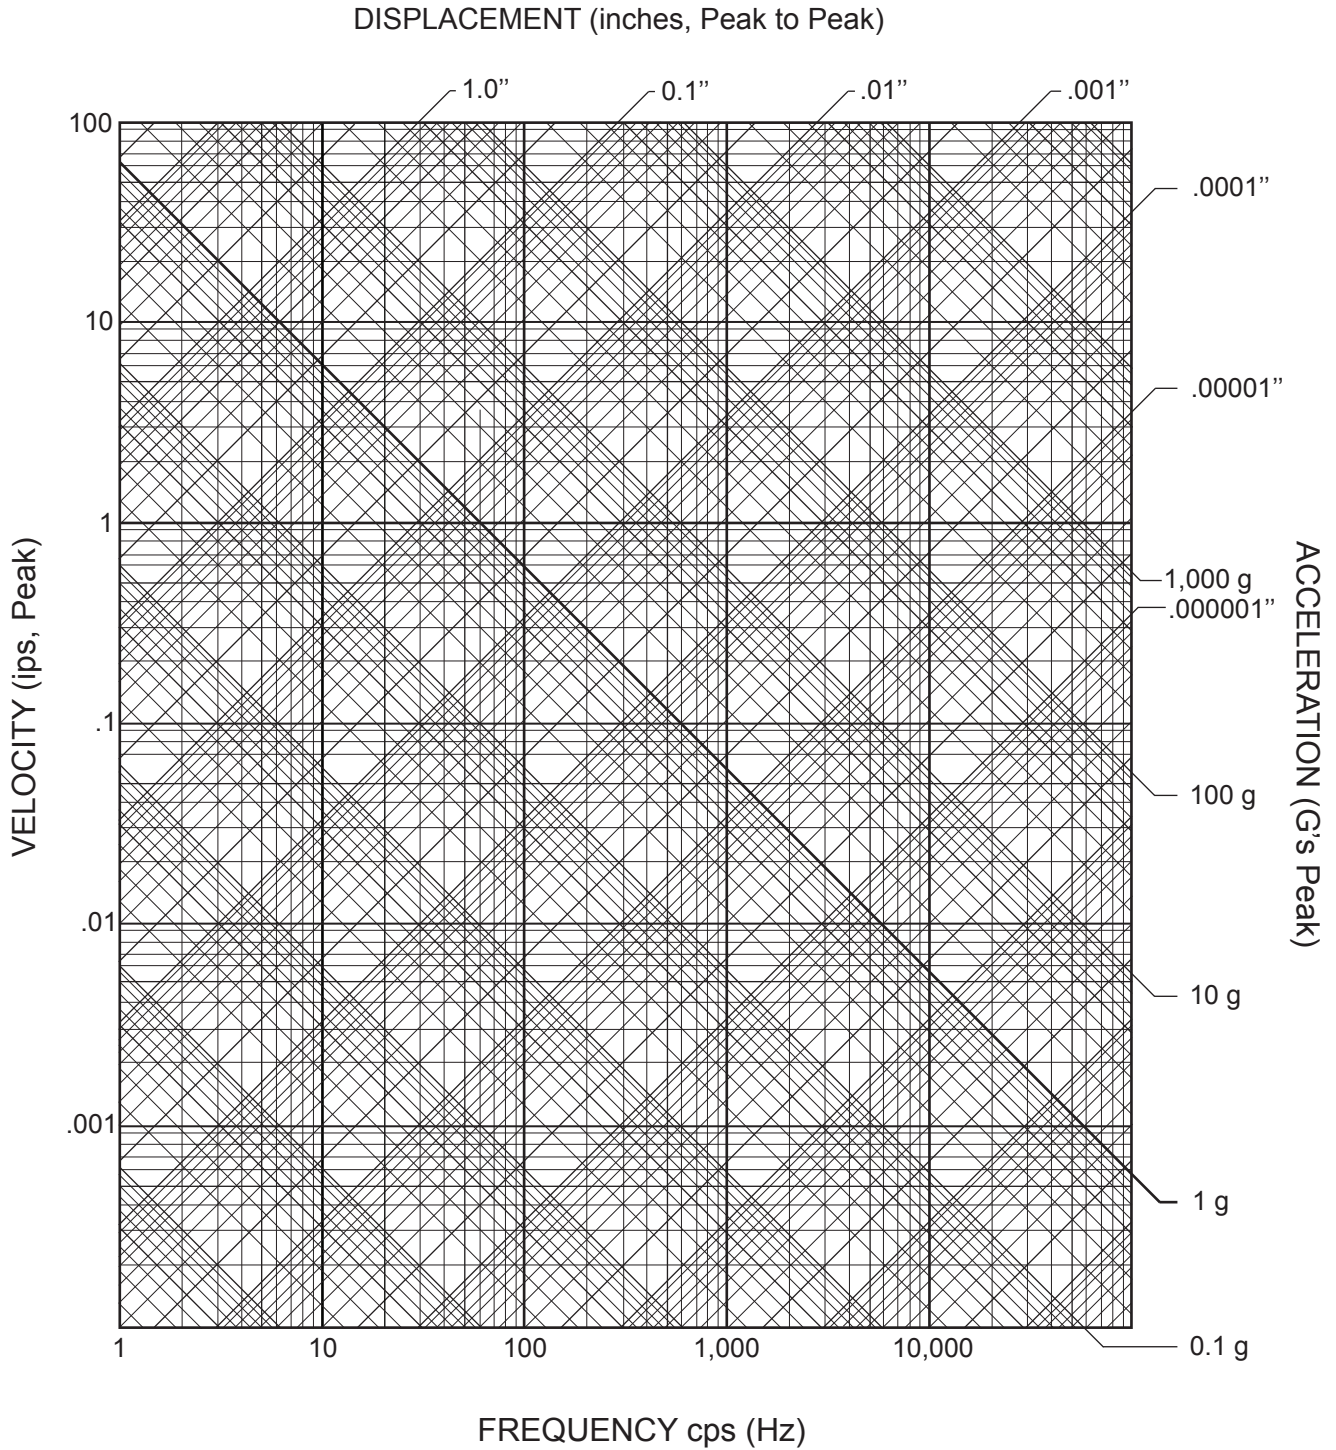 DISPLACEMENT (inches, Peak to Peak)
1.0’’
0.1’’
.01’’
.001’’
100
.0001’’
10
.00001’’
1
1,000 g
.000001’’
.1
100 g
.01
10 g
.001
1 g
0.1 g
VELOCITY (ips, Peak)
ACCELERATION (G's Peak)
1
10
100
1,000
10,000
FREQUENCY cps (Hz)